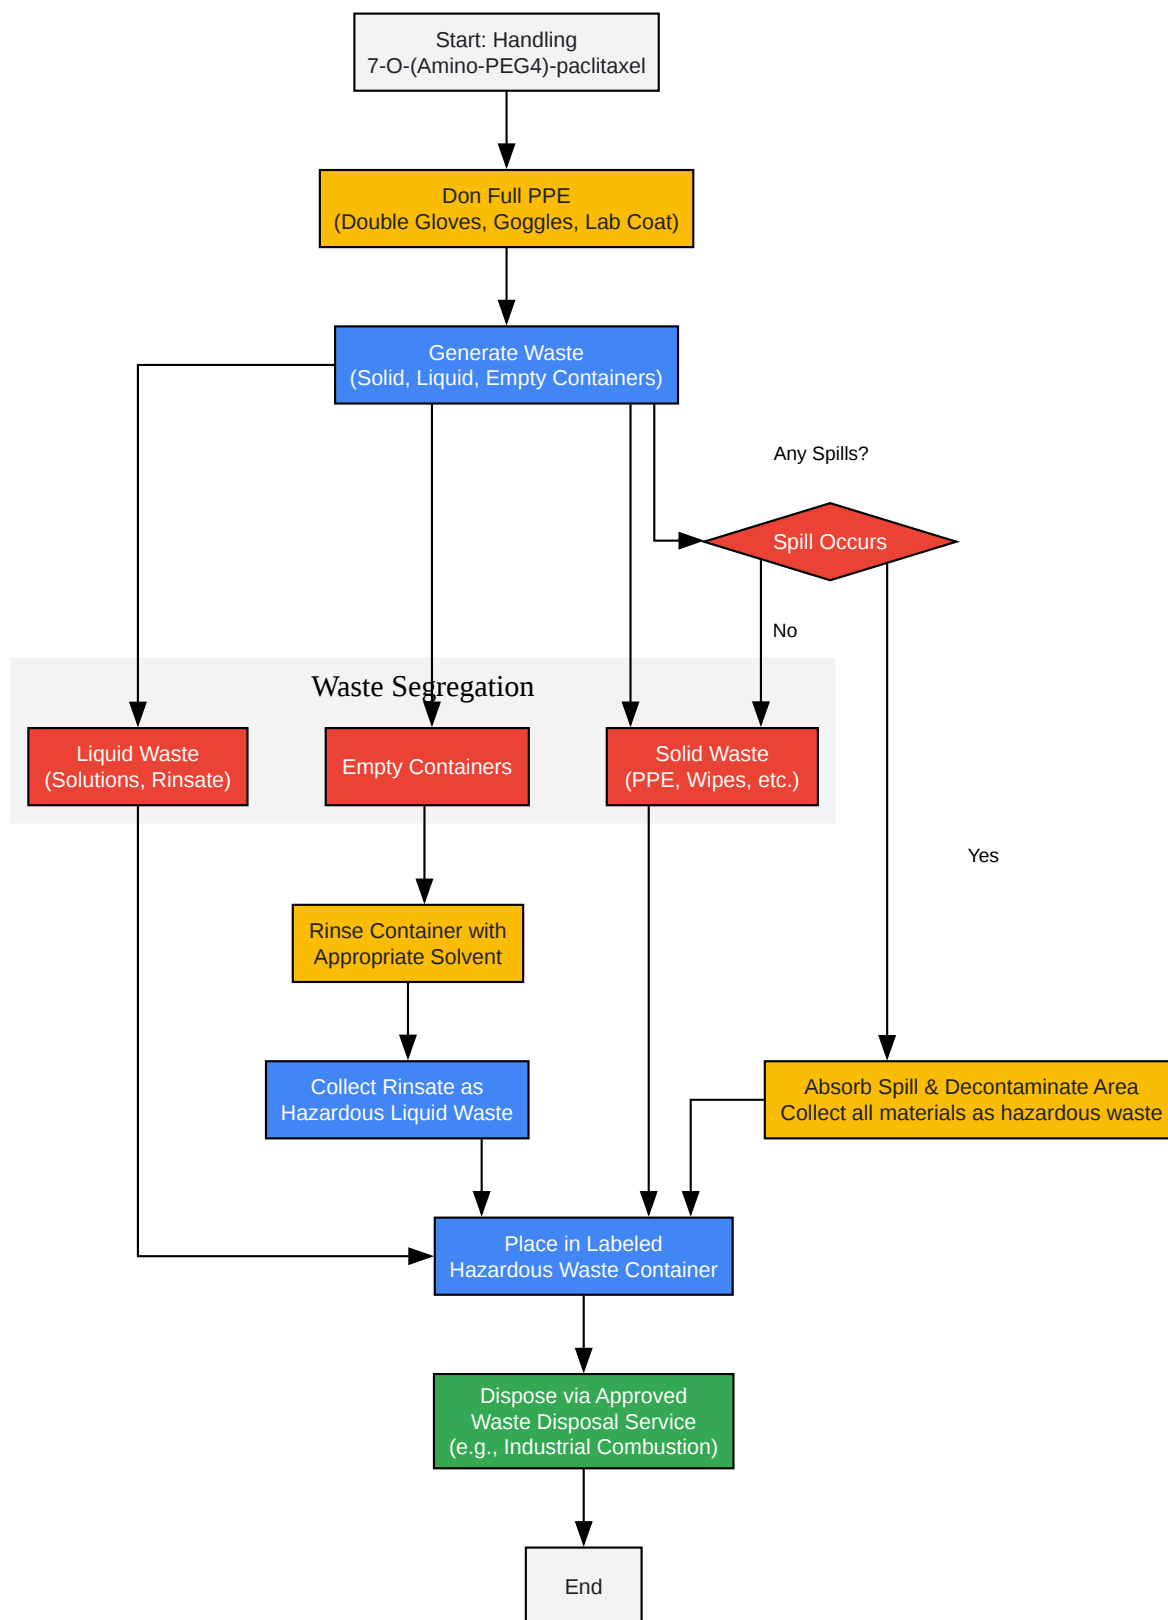 Start: Handling
7-O-(Amino-PEG4)-paclitaxel
Don Full PPE
(Double Gloves, Goggles, Lab Coat)
Generate Waste
(Solid, Liquid, Empty Containers)
Any Spills?
Spill Occurs
No
Waste Segregation
Liquid Waste
(Solutions, Rinsate)
Empty Containers
Solid Waste
(PPE, Wipes, etc.)
Yes
Rinse Container with
Appropriate Solvent
Collect Rinsate as
Hazardous Liquid Waste
Absorb Spill & Decontaminate Area
Collect all materials as hazardous waste
Place in Labeled
Hazardous Waste Container
Dispose via Approved
Waste Disposal Service
(e.g., Industrial Combustion)
End